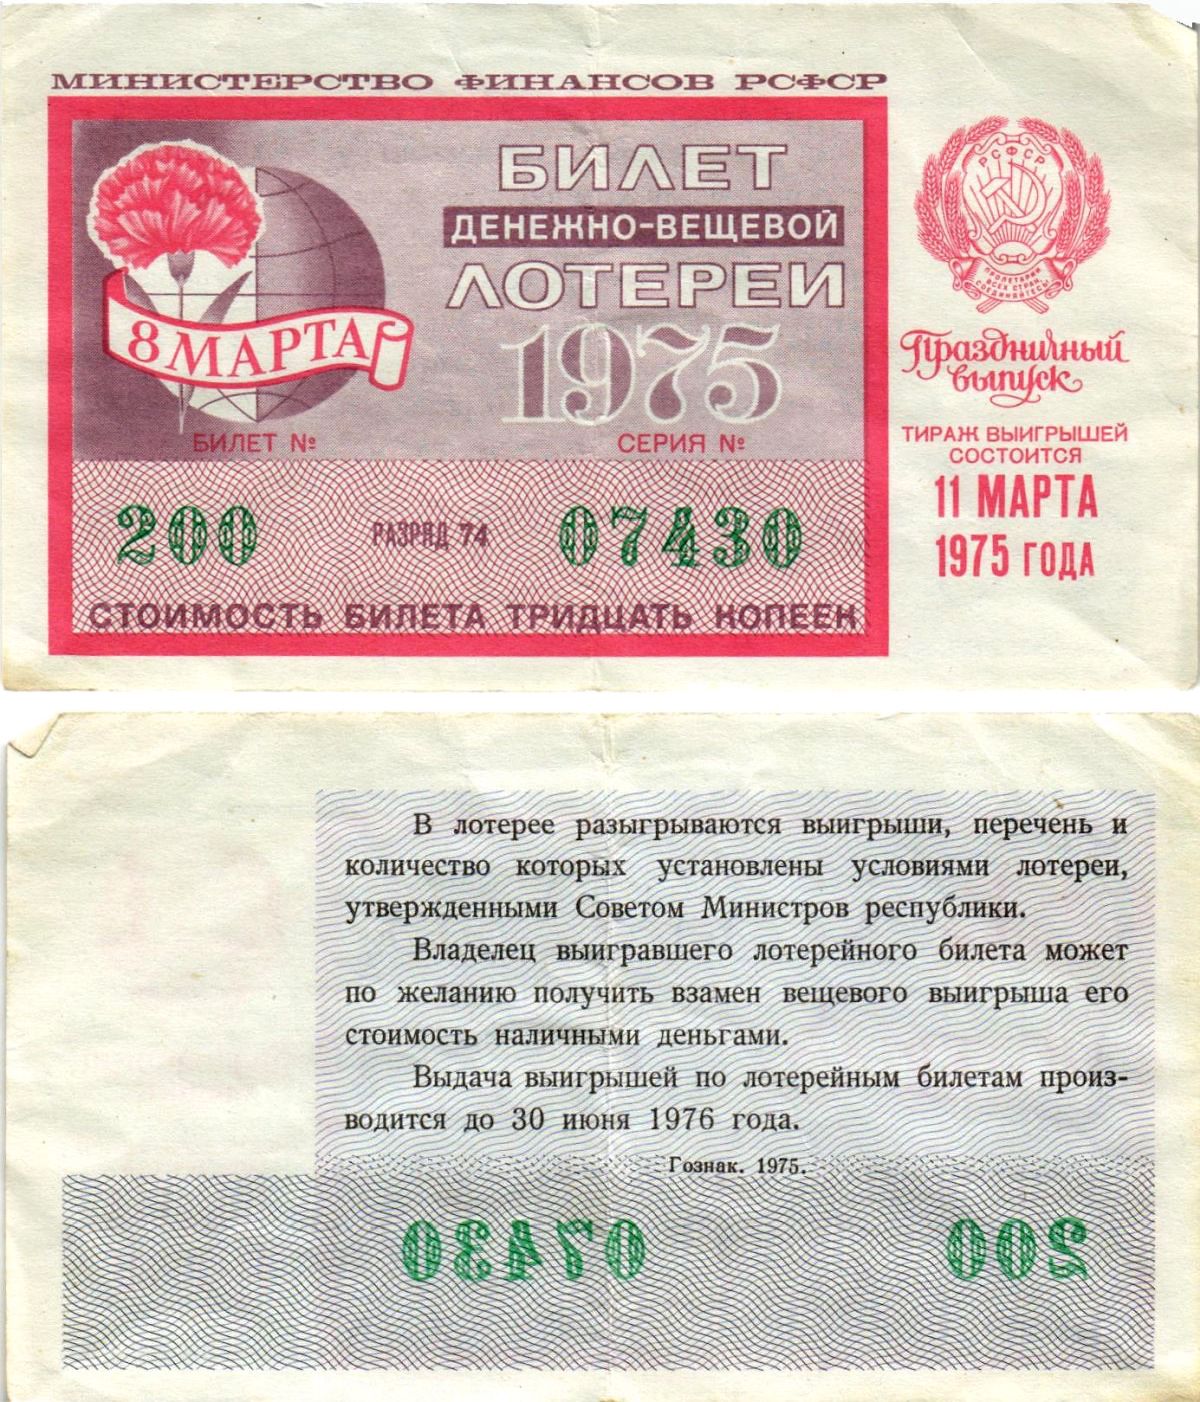 МИНИСТЕРСТВО ФИНАНСОВ РСФСР
БИЛЕТ
ДЕНЕЖНО-ВЕЩЕВОЙ
ЛОТЕРЕИ
1975
8 МАРТА
БИЛЕТ №
СЕРИЯ №
200
РАЗРЯД 74
07430
СТОИМОСТЬ БИЛЕТА ТРИДЦАТЬ КОПЕЕК
РСФСР
ПРОЛЕТАРИИ
ВСЕХ СТРАН,
СОЕДИНЯЙТЕСЬ!
Праздничный
выпуск
ТИРАЖ ВЫИГРЫШЕЙ
СОСТОИТСЯ
11 МАРТА
1975 ГОДА
В лотерее разыгрываются выигрыши, перечень и
количество которых установлены условиями лотереи,
утвержденными Советом Министров республики.
Владелец выигравшего лотерейного билета может
по желанию получить взамен вещевого выигрыша его
стоимость наличными деньгами.
Выдача выигрышей по лотерейным билетам произ-
водится до 30 июня 1976 года.
Гознак. 1975.
07430
200